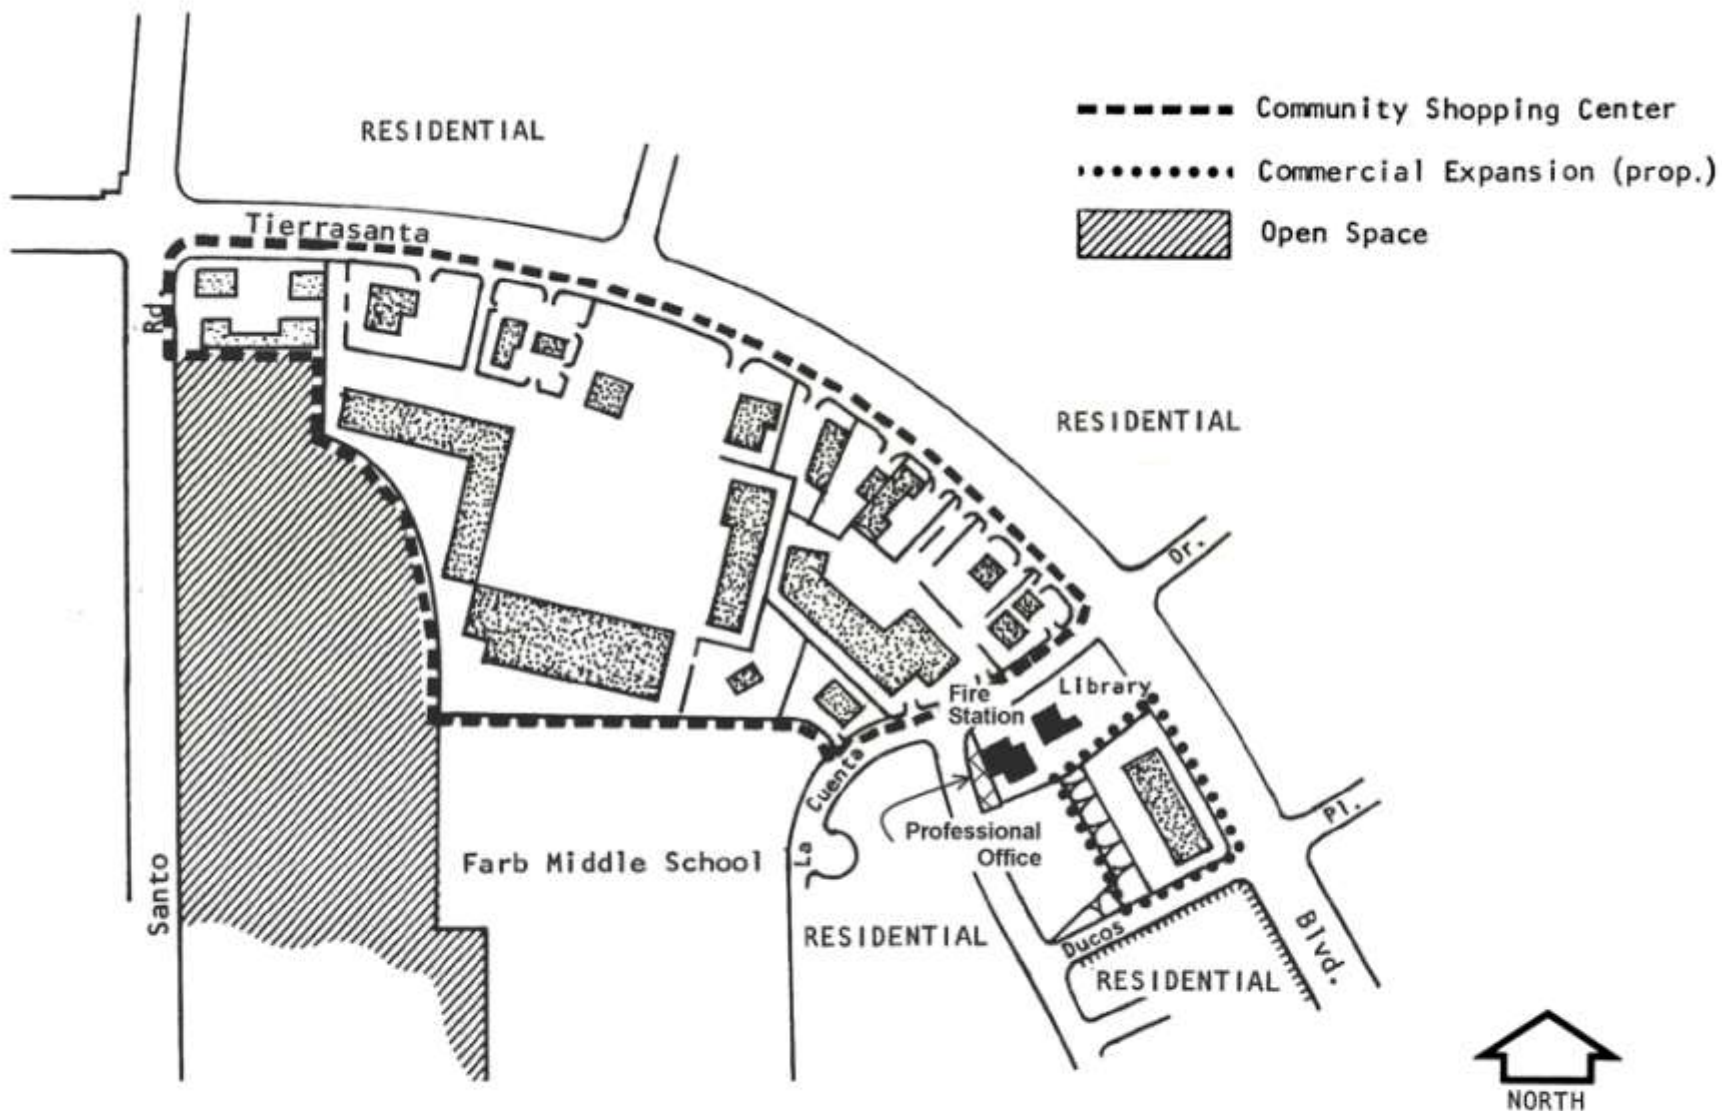 RESIDENTIAL
Community Shopping Center
Commercial Expansion (prop.)
Open Space
Tierrasanta
Rd.
RESIDENTIAL
Dr.
Library
Fire
Station
Cuenta
La
Pl.
Professional
Office
Farb Middle School
Santo
RESIDENTIAL
Ducos
Blvd.
RESIDENTIAL
NORTH